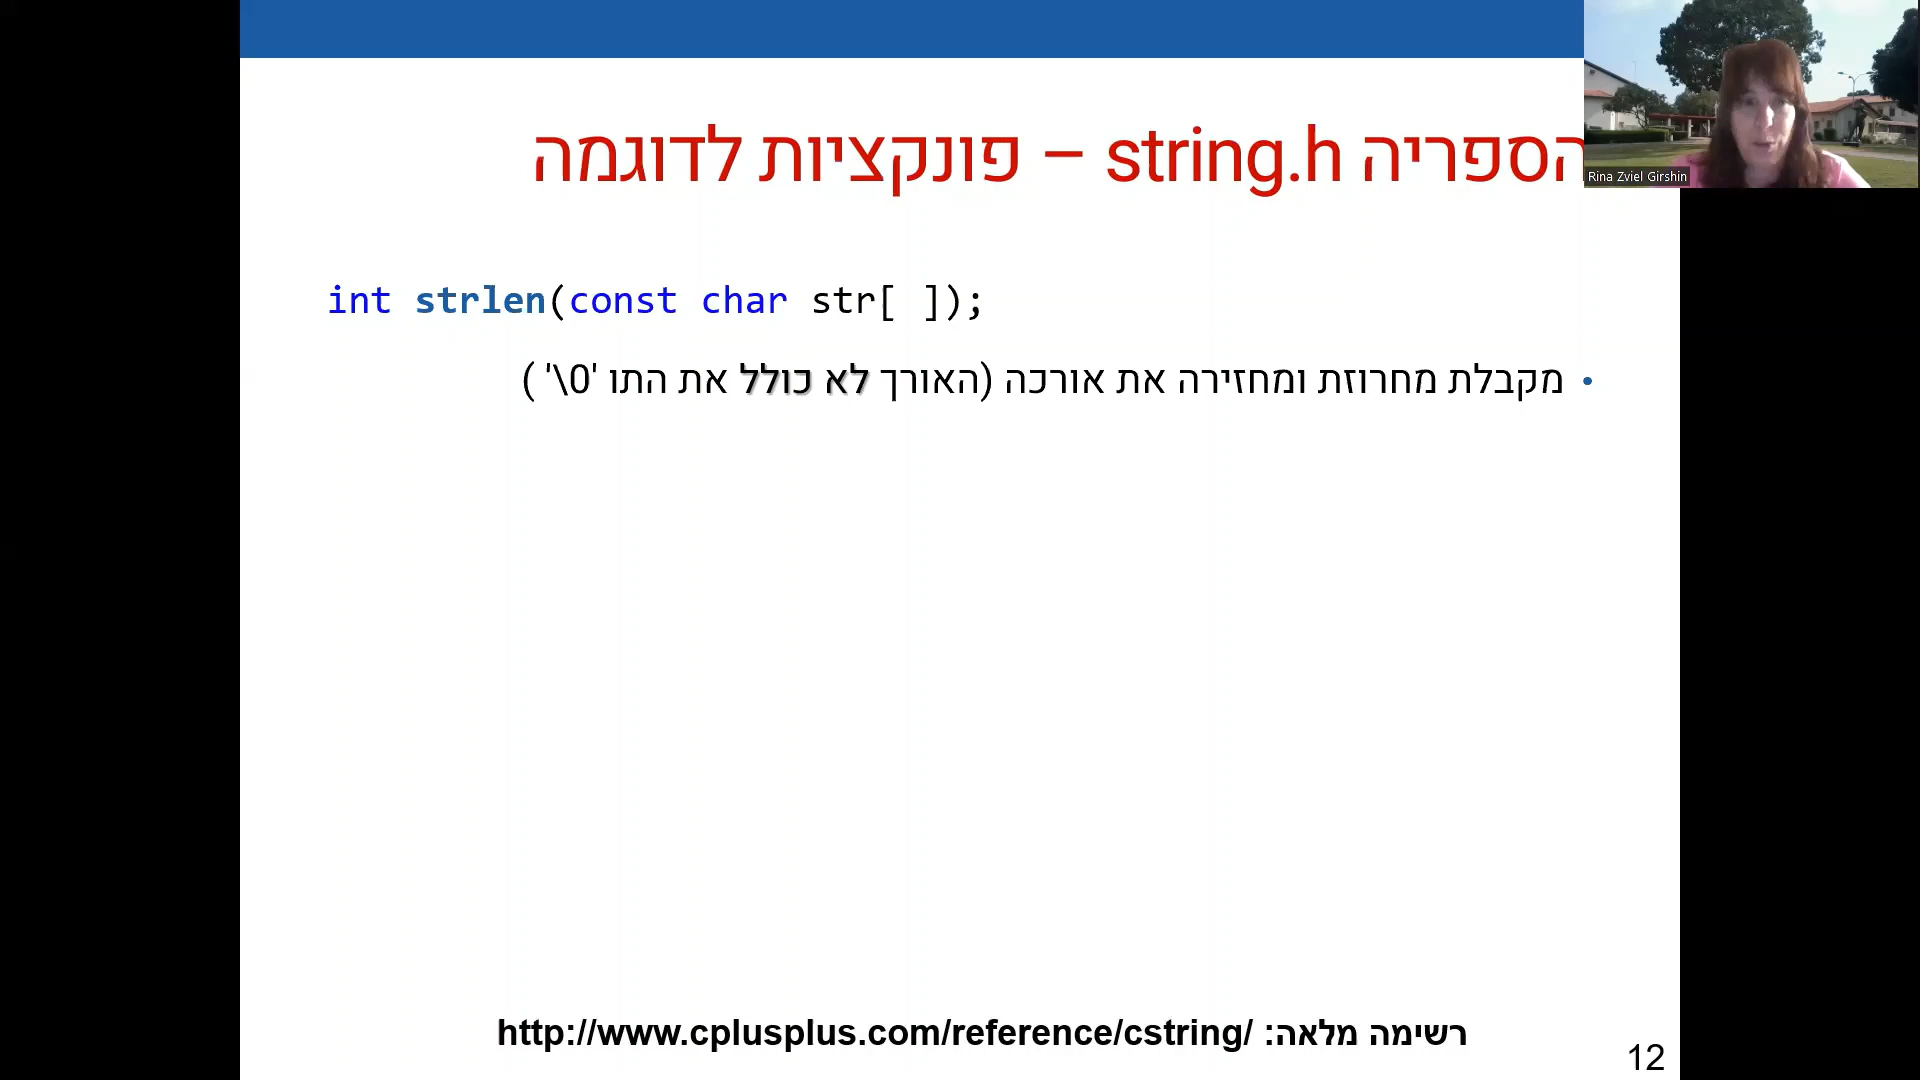 הספריה string.h – פונקציות לדוגמה
Rina Zviel Girshin
int strlen(const char str[ ]);
• מקבלת מחרוזת ומחזירה את אורכה (האורך לא כולל את התו '\0' )
רשימה מלאה: http://www.cplusplus.com/reference/cstring/
12